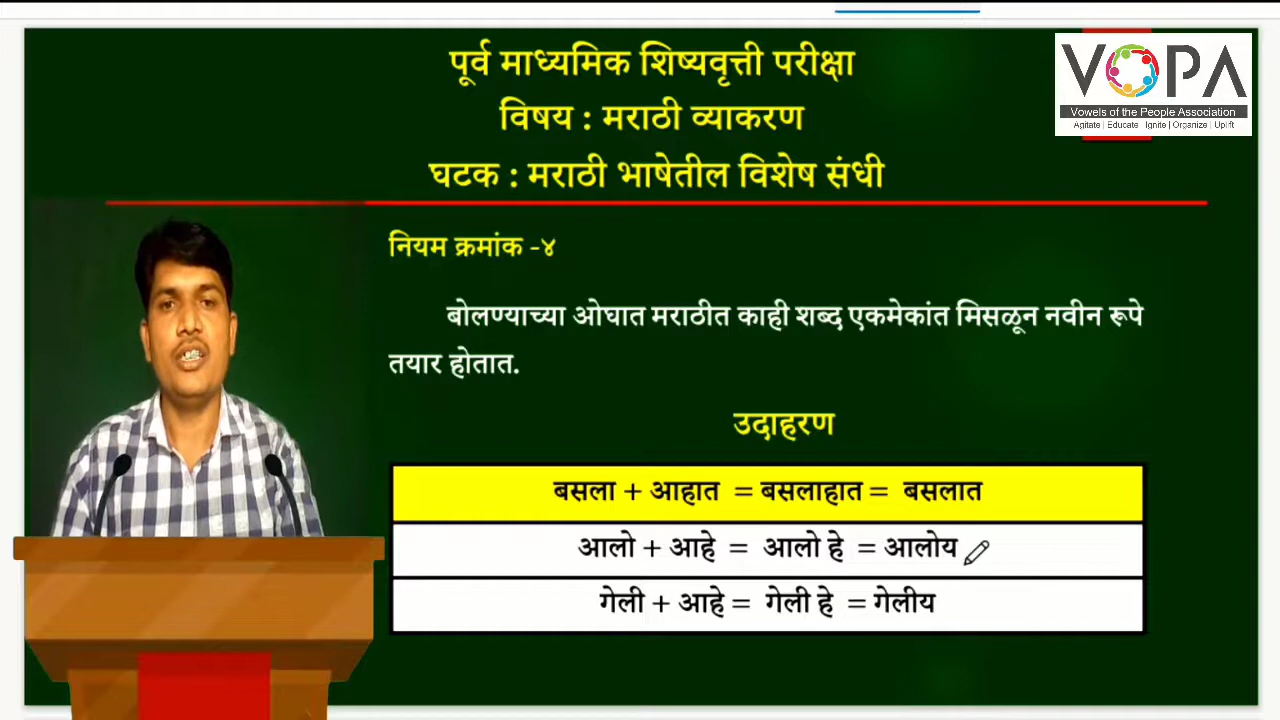 पूर्व माध्यमिक शिष्यवृत्ती परीक्षा
विषय : मराठी व्याकरण
घटक : मराठी भाषेतील विशेष संधी
VOPA
Vowels of the People Association
Agitate | Educate | Ignite | Organize | Uplift
नियम क्रमांक -४
बोलण्याच्या ओघात मराठीत काही शब्द एकमेकांत मिसळून नवीन रूपे
तयार होतात.
उदाहरण
बसला + आहात = बसलाहात = बसलात
आलो + आहे = आलो हे = आलोय
गेली + आहे = गेली हे = गेलीय